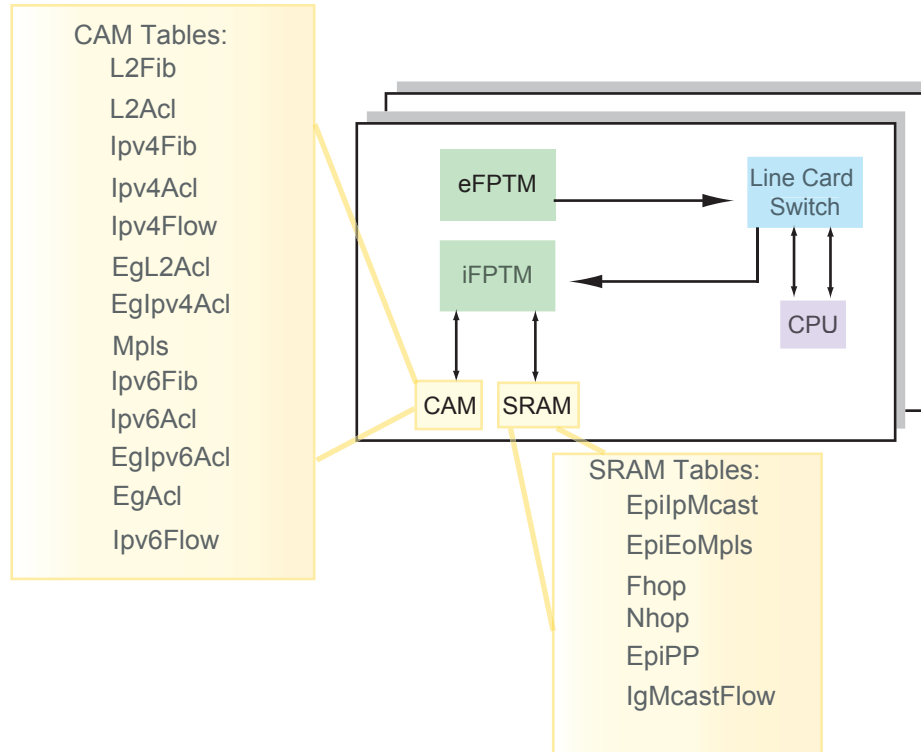 CAM Tables:
L2Fib
L2Acl
Ipv4Fib
Ipv4Acl
Ipv4Flow
EgL2Acl
EgIpv4Acl
Mpls
Ipv6Fib
Ipv6Acl
EgIpv6Acl
EgAcl
Ipv6Flow
eFPTM
Line Card
Switch
iFPTM
CPU
CAM
SRAM
SRAM Tables:
EpiIpMcast
EpiEoMpls
Fhop
Nhop
EpiPP
IgMcastFlow